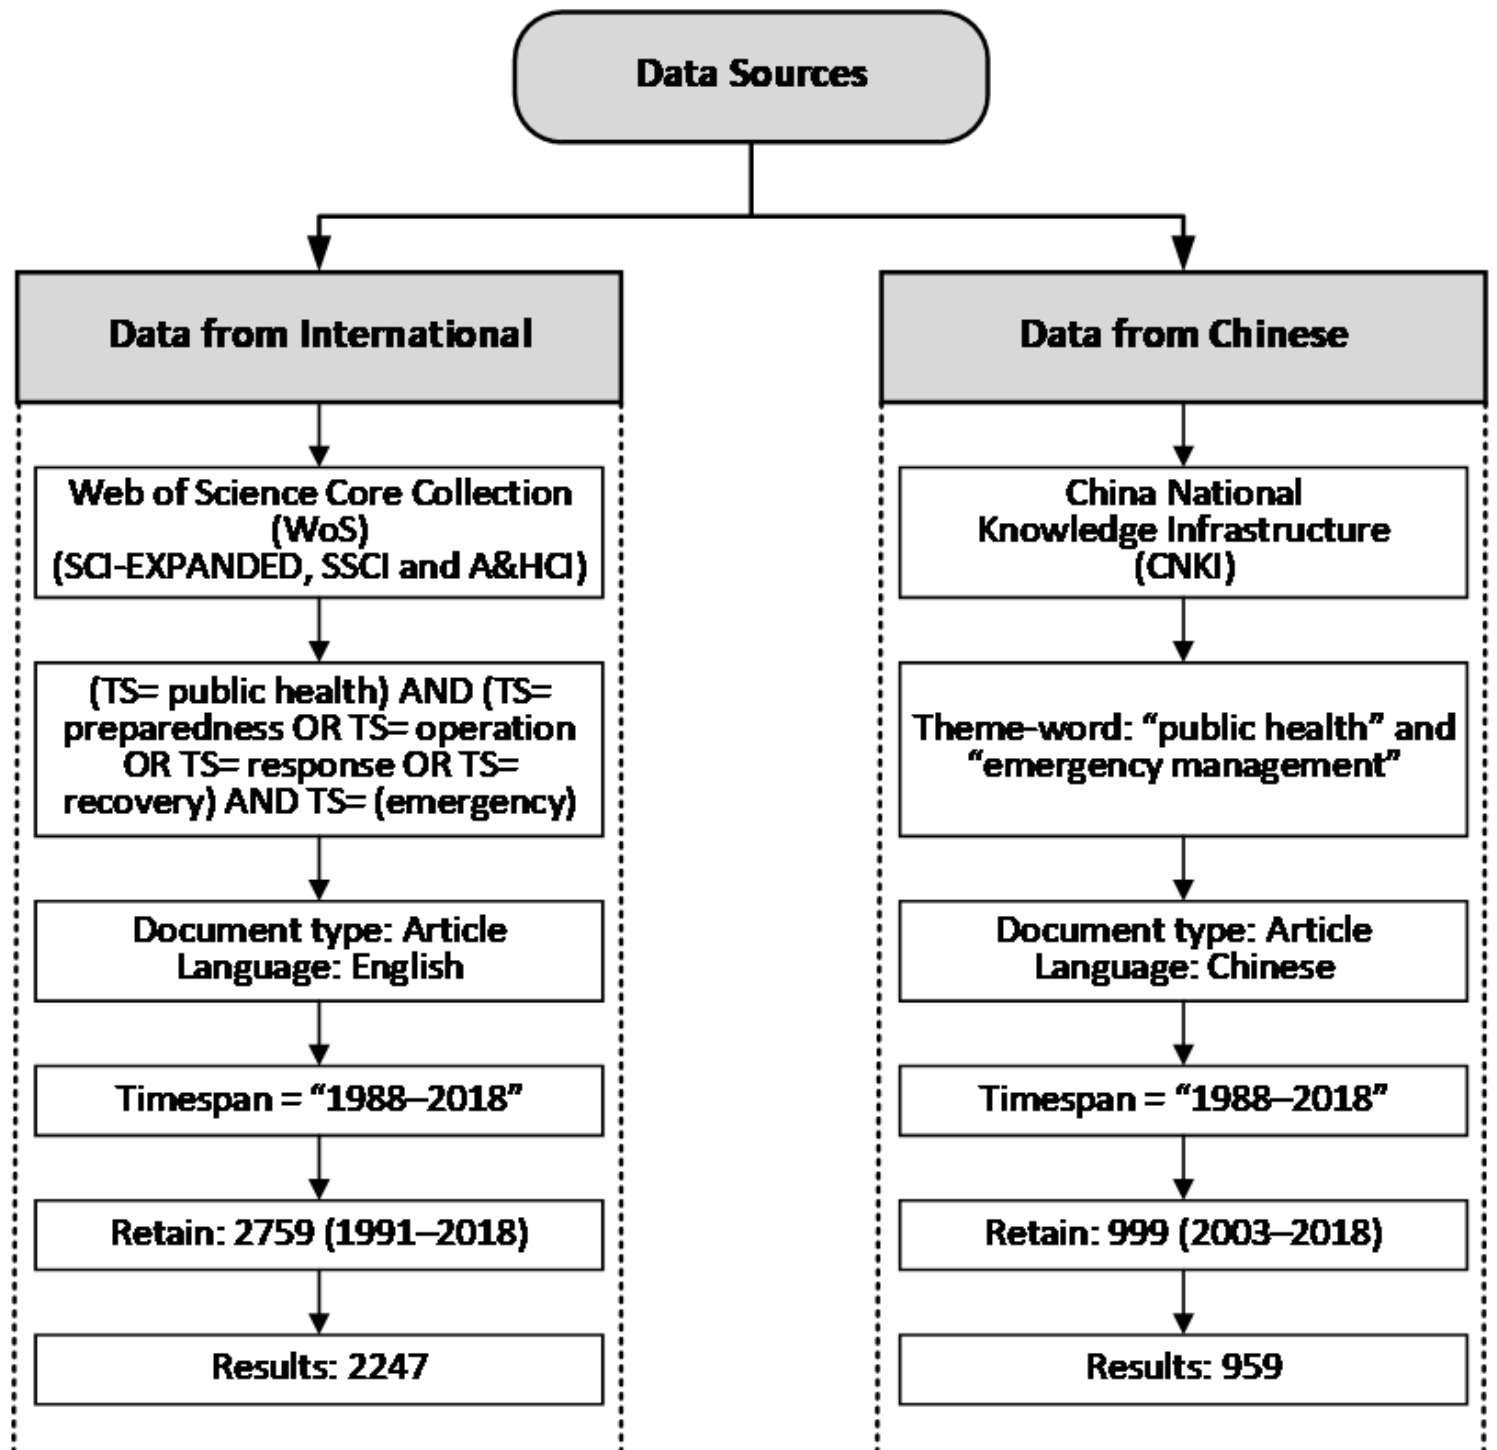 Data Sources
Data from International
Web of Science Core Collection
(WoS)
(SCI-EXPANDED, SSCI and A&HCI)
(TS= public health) AND (TS=
preparedness OR TS= operation
OR TS= response OR TS=
recovery) AND TS= (emergency)
Document type: Article
Language: English
Timespan = “1988–2018”
Retain: 2759 (1991–2018)
Results: 2247
Data from Chinese
China National
Knowledge Infrastructure
(CNKI)
Theme-word: “public health” and
“emergency management”
Document type: Article
Language: Chinese
Timespan = “1988–2018”
Retain: 999 (2003–2018)
Results: 959